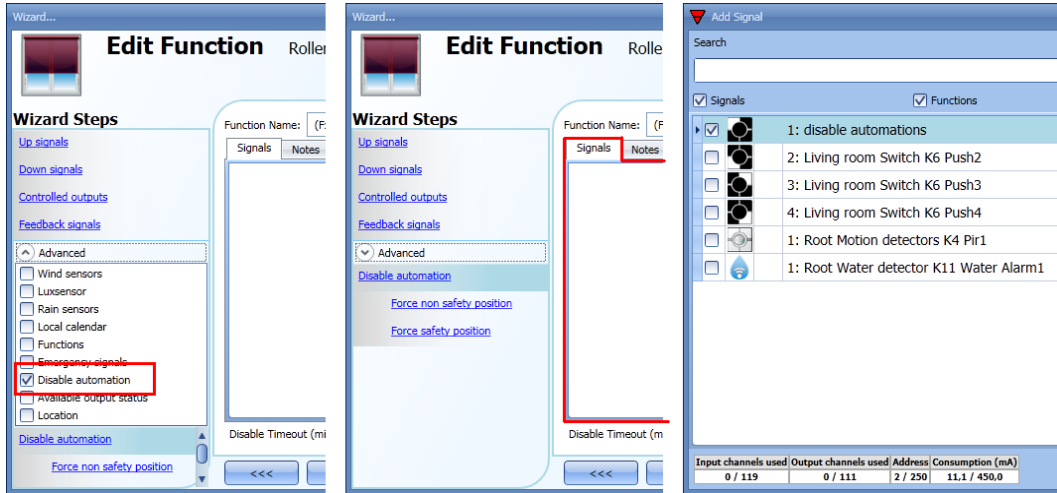 Wizard...
Edit Function Roller
Wizard Steps
Up signals
Down signals
Controlled outputs
Feedback signals
Advanced
Wind sensors
Luxsensor
Rain sensors
Local calendar
Functions
Emergency signals
Disable automation
Available output status
Location
Disable automation
Force non safety position
Function Name: (F
Signals Notes
Disable Timeout (mi
<<<
Wizard...
Edit Function Rolle
Wizard Steps
Up signals
Down signals
Controlled outputs
Feedback signals
Advanced
Disable automation
Force non safety position
Force safety position
Function Name: (F
Signals Notes
Disable Timeout (m
<<<
Add Signal
Search
Signals Functions
1: disable automations
2: Living room Switch K6 Push2
3: Living room Switch K6 Push3
4: Living room Switch K6 Push4
1: Root Motion detectors K4 Pir1
1: Root Water detector K11 Water Alarm1
Input channels used Output channels used Address Consumption (mA)
0 / 119 0 / 111 2 / 250 11,1 / 450,0